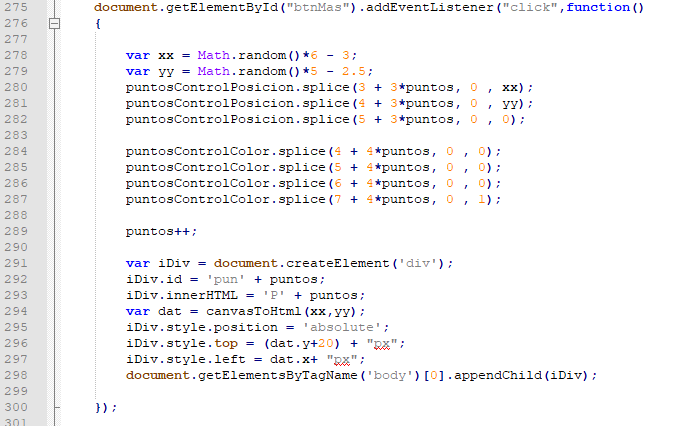 275 document.getElementById("btnMas").addEventListener("click",function()
276 {
277
278 var xx = Math.random()*6 - 3;
279 var yy = Math.random()*5 - 2.5;
280 puntosControlPosicion.splice(3 + 3*puntos, 0 , xx);
281 puntosControlPosicion.splice(4 + 3*puntos, 0 , yy);
282 puntosControlPosicion.splice(5 + 3*puntos, 0 , 0);
283
284 puntosControlColor.splice(4 + 4*puntos, 0 , 0);
285 puntosControlColor.splice(5 + 4*puntos, 0 , 0);
286 puntosControlColor.splice(6 + 4*puntos, 0 , 0);
287 puntosControlColor.splice(7 + 4*puntos, 0 , 1);
288
289 puntos++;
290
291 var iDiv = document.createElement('div');
292 iDiv.id = 'pun' + puntos;
293 iDiv.innerHTML = 'P' + puntos;
294 var dat = canvasToHtml(xx,yy);
295 iDiv.style.position = 'absolute';
296 iDiv.style.top = (dat.y+20) + "px";
297 iDiv.style.left = dat.x+ "px";
298 document.getElementsByTagName('body')[0].appendChild(iDiv);
299
300 });
301